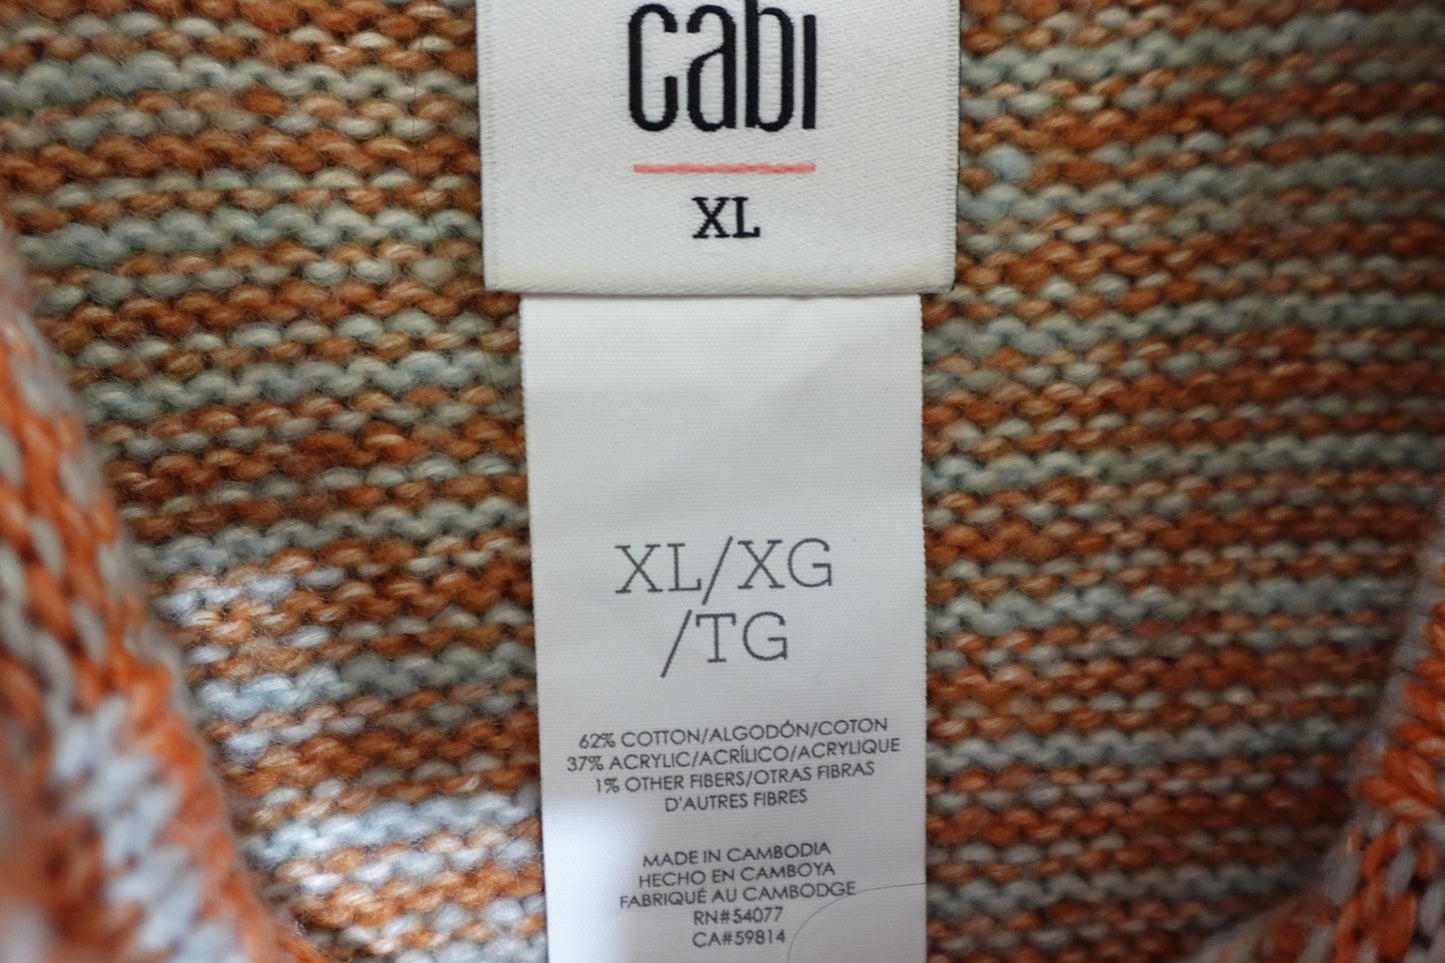 cabi
XL
XL/XG
/TG
62% COTTON/ALGODÓN/COTON
37% ACRYLIC/ACRÍLICO/ACRYLIQUE
1% OTHER FIBERS/OTRAS FIBRAS
D'AUTRES FIBRES
MADE IN CAMBODIA
HECHO EN CAMBOYA
FABRIQUÉ AU CAMBODGE
RN#54077
CA#59814